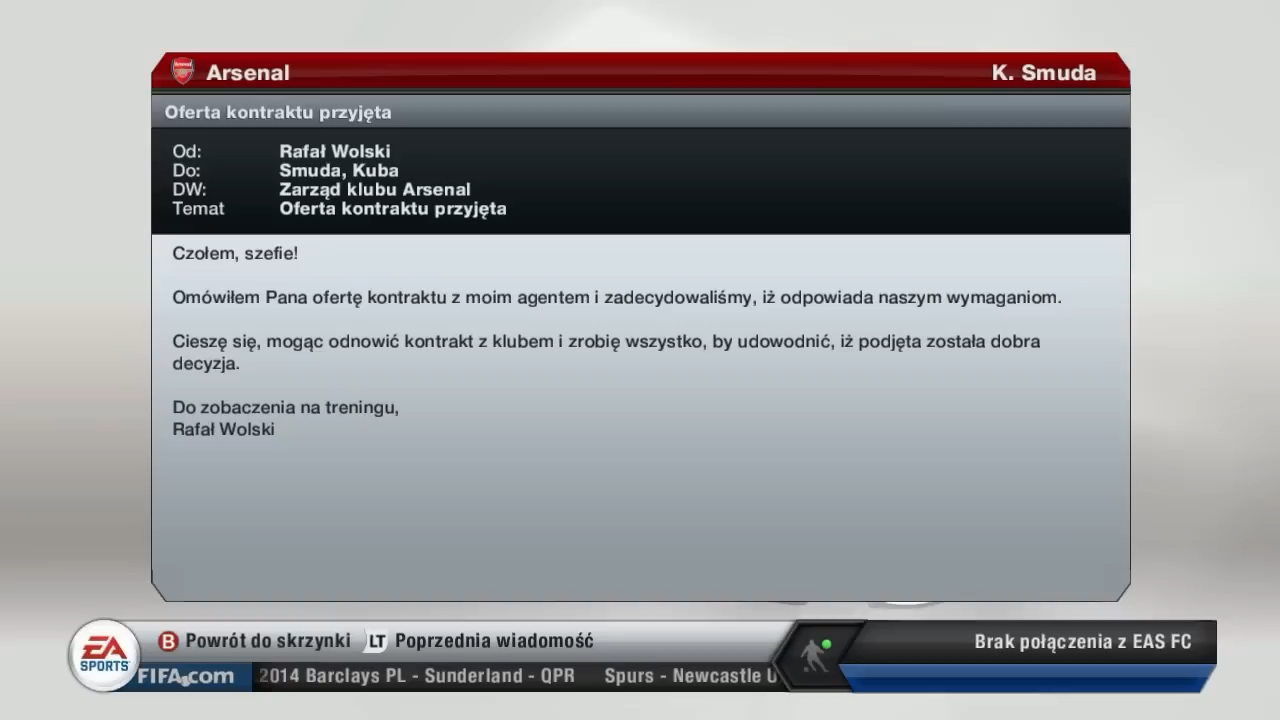 Arsenal K. Smuda
Oferta kontraktu przyjęta
Od: Rafał Wolski
Do: Smuda, Kuba
DW: Zarząd klubu Arsenal
Temat Oferta kontraktu przyjęta
Czołem, szefie!
Omówiłem Pana ofertę kontraktu z moim agentem i zadecydowaliśmy, iż odpowiada naszym wymaganiom.
Cieszę się, mogąc odnowić kontrakt z klubem i zrobię wszystko, by udowodnić, iż podjęta została dobra
decyzja.
Do zobaczenia na treningu,
Rafał Wolski
EA
SPORTS
B Powrót do skrzynki LT Poprzednia wiadomość
Brak połączenia z EAS FC
FIFA.com 2014 Barclays PL - Sunderland - QPR Spurs - Newcastle U